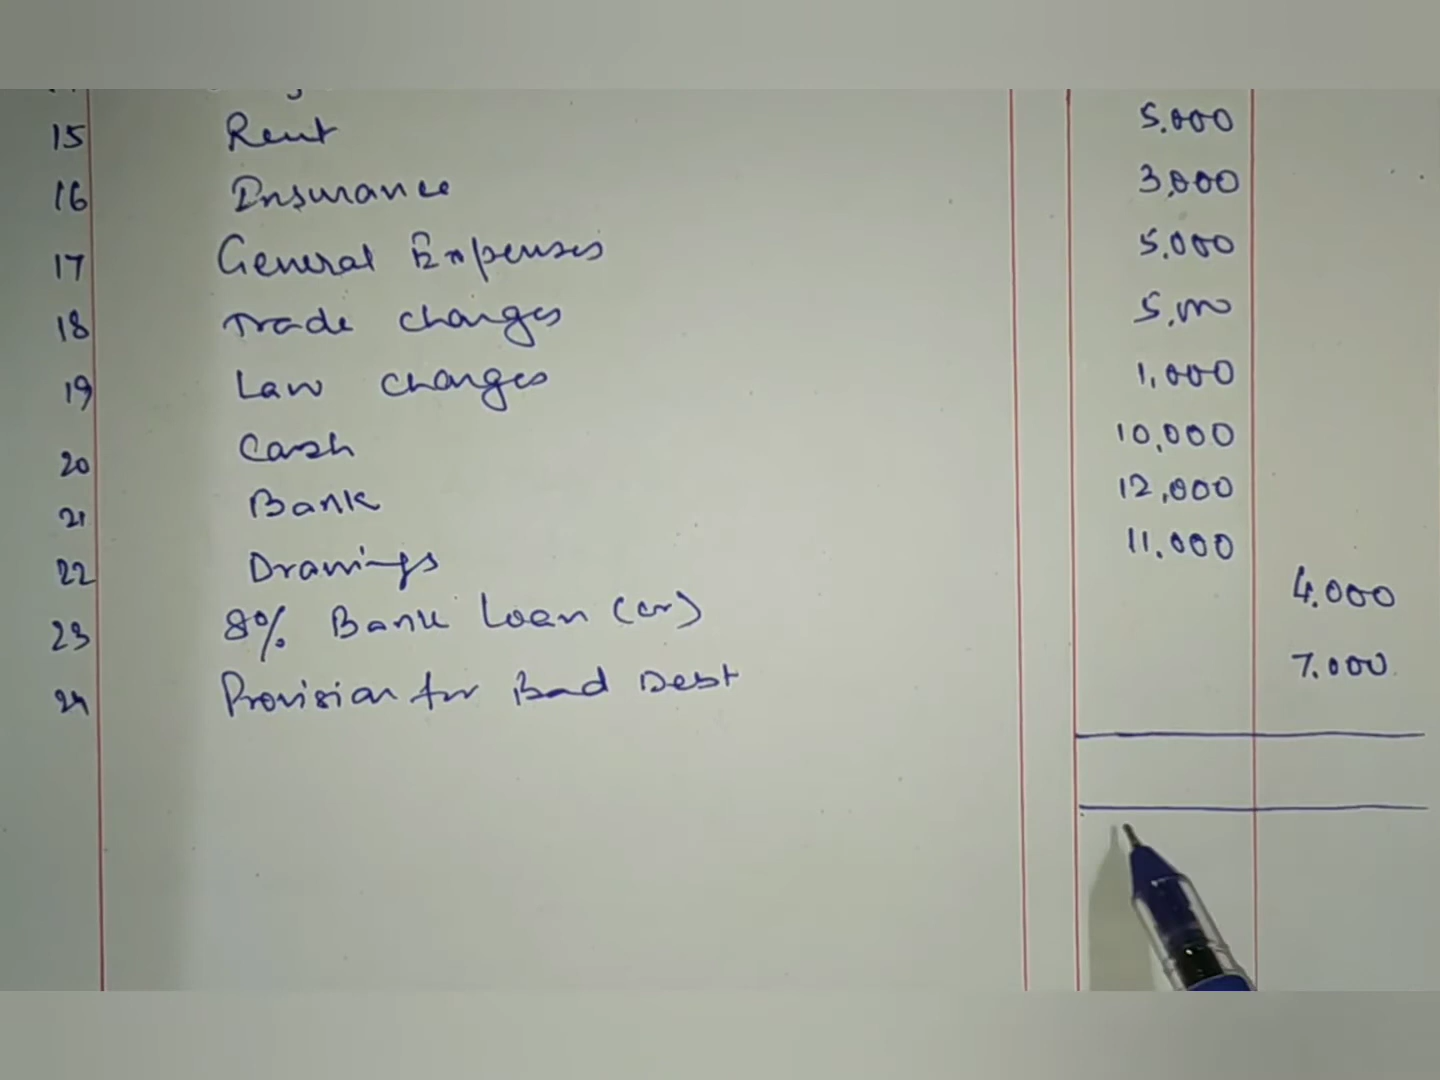 15 Rent 5.000
16 Insurance 3,000
17 General Expenses 5.000
18 Trade charges 5,000
19 Law charges 1,000
20 Cash 10,000
21 Bank 12,000
22 Drawings 11.000
23 8% Bank Loan (cr) 4.000
24 Provision for Bad Debt 7.000